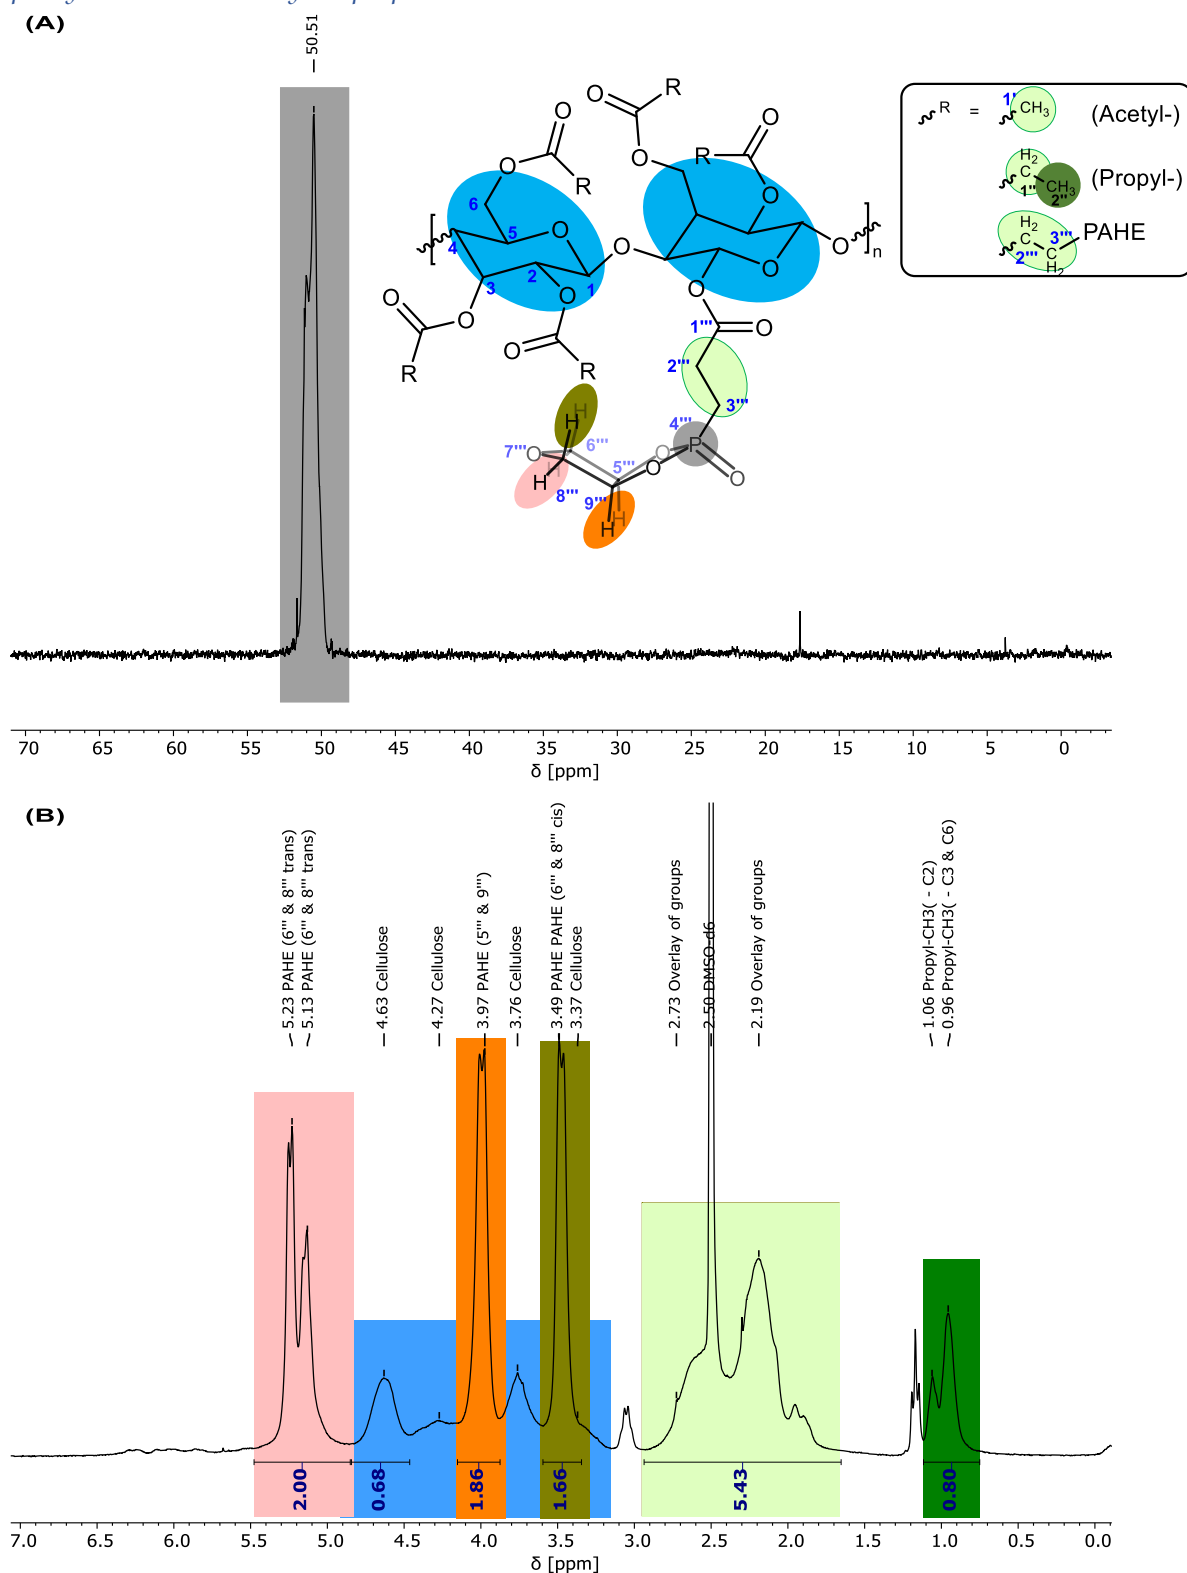 (A)
50.51
R
O
O
R
O
O
R
R
O
O
O
O
6
5
4
3
2
1
[
O
O
O
O
]n
O
O
R
O
O
R
O
1'''
O
2'''
3'''
4'''
P
O
O
O
7'''
O
H
H
6'''
5'''
H
H
8'''
9'''
H
H
R = 1' CH3 (Acetyl-)
H2
C
1''
CH3
2''
(Propyl-)
H2
C
3'''
PAHE
2'''
C
H2
70 65 60 55 50 45 40 35 30 25 20 15 10 5 0
δ [ppm]
(B)
5.23 PAHE (6''' & 8''' trans)
5.13 PAHE (6''' & 8''' trans)
4.63 Cellulose
4.27 Cellulose
3.97 PAHE (5''' & 9''')
3.76 Cellulose
3.49 PAHE PAHE (6''' & 8''' cis)
3.37 Cellulose
2.73 Overlay of groups
2.50 DMSO-d6
2.19 Overlay of groups
1.06 Propyl-CH3( - C2)
0.96 Propyl-CH3( - C3 & C6)
2.00
0.68
1.86
1.66
5.43
0.80
7.0 6.5 6.0 5.5 5.0 4.5 4.0 3.5 3.0 2.5 2.0 1.5 1.0 0.5 0.0
δ [ppm]